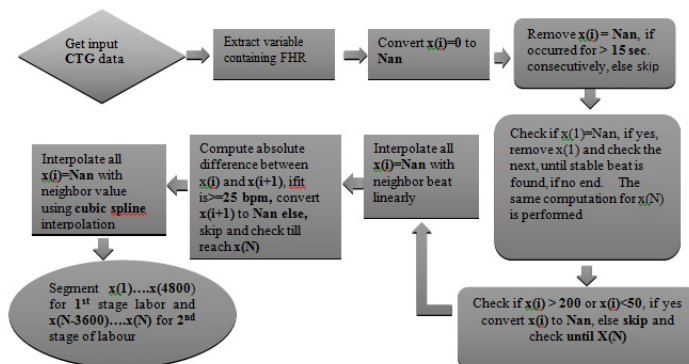 Get input
CTG data
Extract variable
containing FHR
Convert x(i)=0 to
Nan
Remove x(i) = Nan, if
occurred for > 15 sec.
consecutively, else skip
Check if x(1)=Nan, if yes,
remove x(1) and check the
next, until stable beat is
found, if no end. The
same computation for x(N)
is performed
Check if x(i) > 200 or x(i)<50, if yes
convert x(i) to Nan, else skip and
check until X(N)
Interpolate all
x(i)=Nan with
neighbor beat
linearly
Compute absolute
difference between
x(i) and x(i+1), ifit
is>=25 bpm, convert
x(i+1) to Nan else,
skip and check till
reach x(N)
Interpolate all
x(i)=Nan with
neighbor value
using cubic spline
interpolation
Segment x(1)….x(4800)
for 1st stage labor and
x(N-3600)….x(N) for 2nd
stage of labour